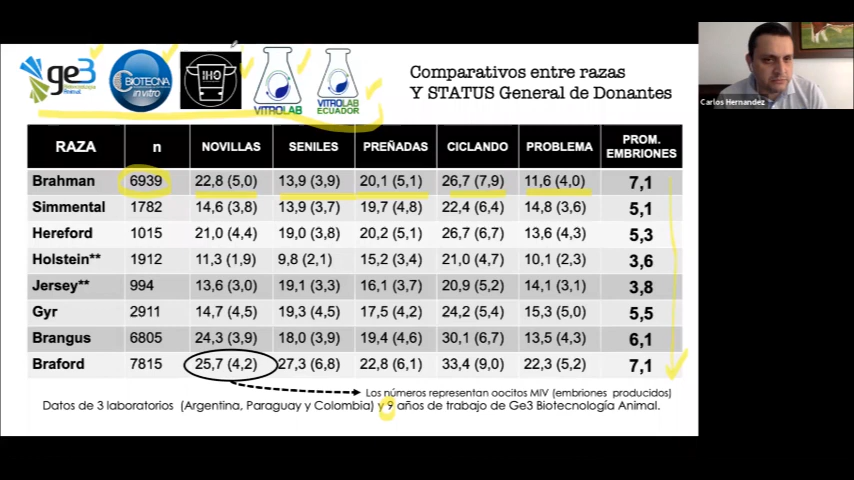 ge3
Biotecnología
Animal
BIOTECNA
in vitro
IHO
VITROLAB
VITROLAB
ECUADOR
Comparativos entre razas
Y STATUS General de Donantes
Carlos Hernandez
RAZA n NOVILLAS SENILES PREÑADAS CICLANDO PROBLEMA PROM. EMBRIONES
Brahman 6939 22,8 (5,0) 13,9 (3,9) 20,1 (5,1) 26,7 (7,9) 11,6 (4,0) 7,1
Simmental 1782 14,6 (3,8) 13,9 (3,7) 19,7 (4,8) 22,4 (6,4) 14,8 (3,6) 5,1
Hereford 1015 21,0 (4,4) 19,0 (3,8) 20,2 (5,1) 26,7 (6,7) 13,6 (4,3) 5,3
Holstein** 1912 11,3 (1,9) 9,8 (2,1) 15,2 (3,4) 21,0 (4,7) 10,1 (2,3) 3,6
Jersey** 994 13,6 (3,0) 19,1 (3,3) 16,1 (3,7) 20,9 (5,2) 14,1 (3,1) 3,8
Gyr 2911 14,7 (4,5) 19,3 (4,5) 17,5 (4,2) 24,2 (5,4) 15,3 (5,0) 5,5
Brangus 6805 24,3 (3,9) 18,0 (3,9) 19,4 (4,6) 30,1 (6,7) 13,5 (4,3) 6,1
Braford 7815 25,7 (4,2) 27,3 (6,8) 22,8 (6,1) 33,4 (9,0) 22,3 (5,2) 7,1
Los números representan oocitos MIV (embriones producidos)
Datos de 3 laboratorios (Argentina, Paraguay y Colombia) y 9 años de trabajo de Ge3 Biotecnología Animal.